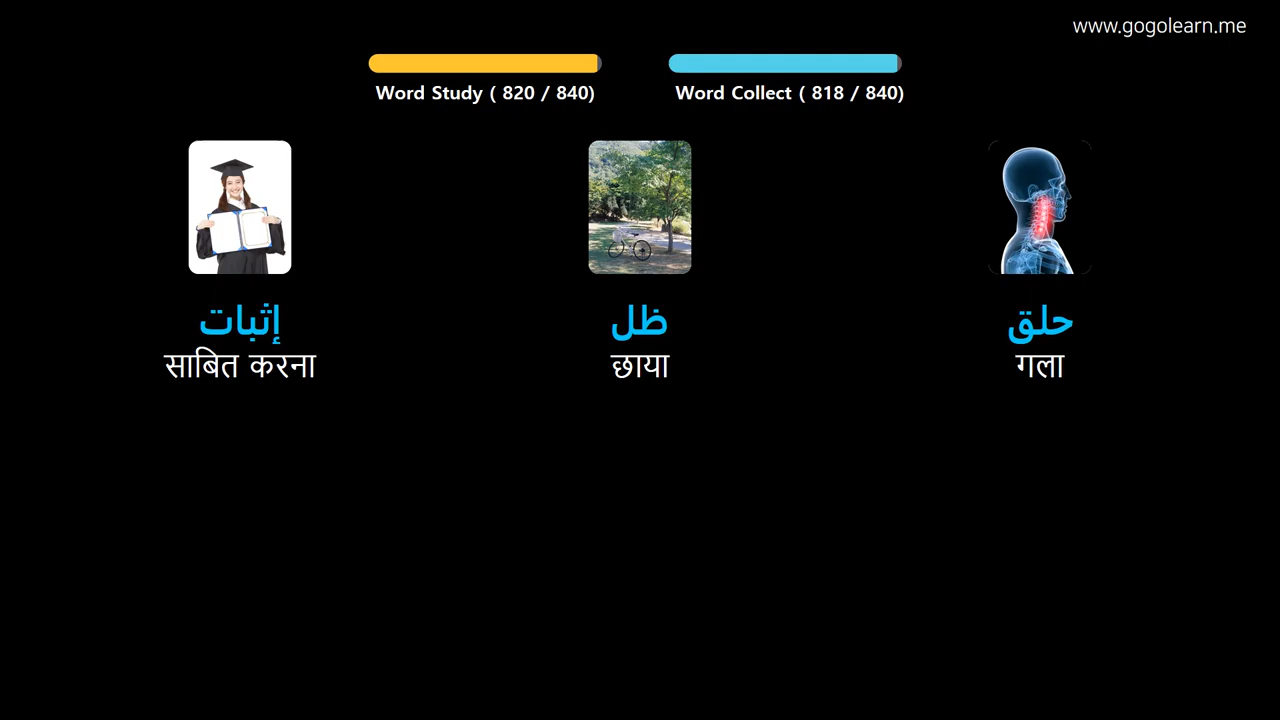 www.gogolearn.me
Word Study ( 820 / 840)
Word Collect ( 818 / 840)
إثبات
साबित करना
ظل
छाया
حلق
गला